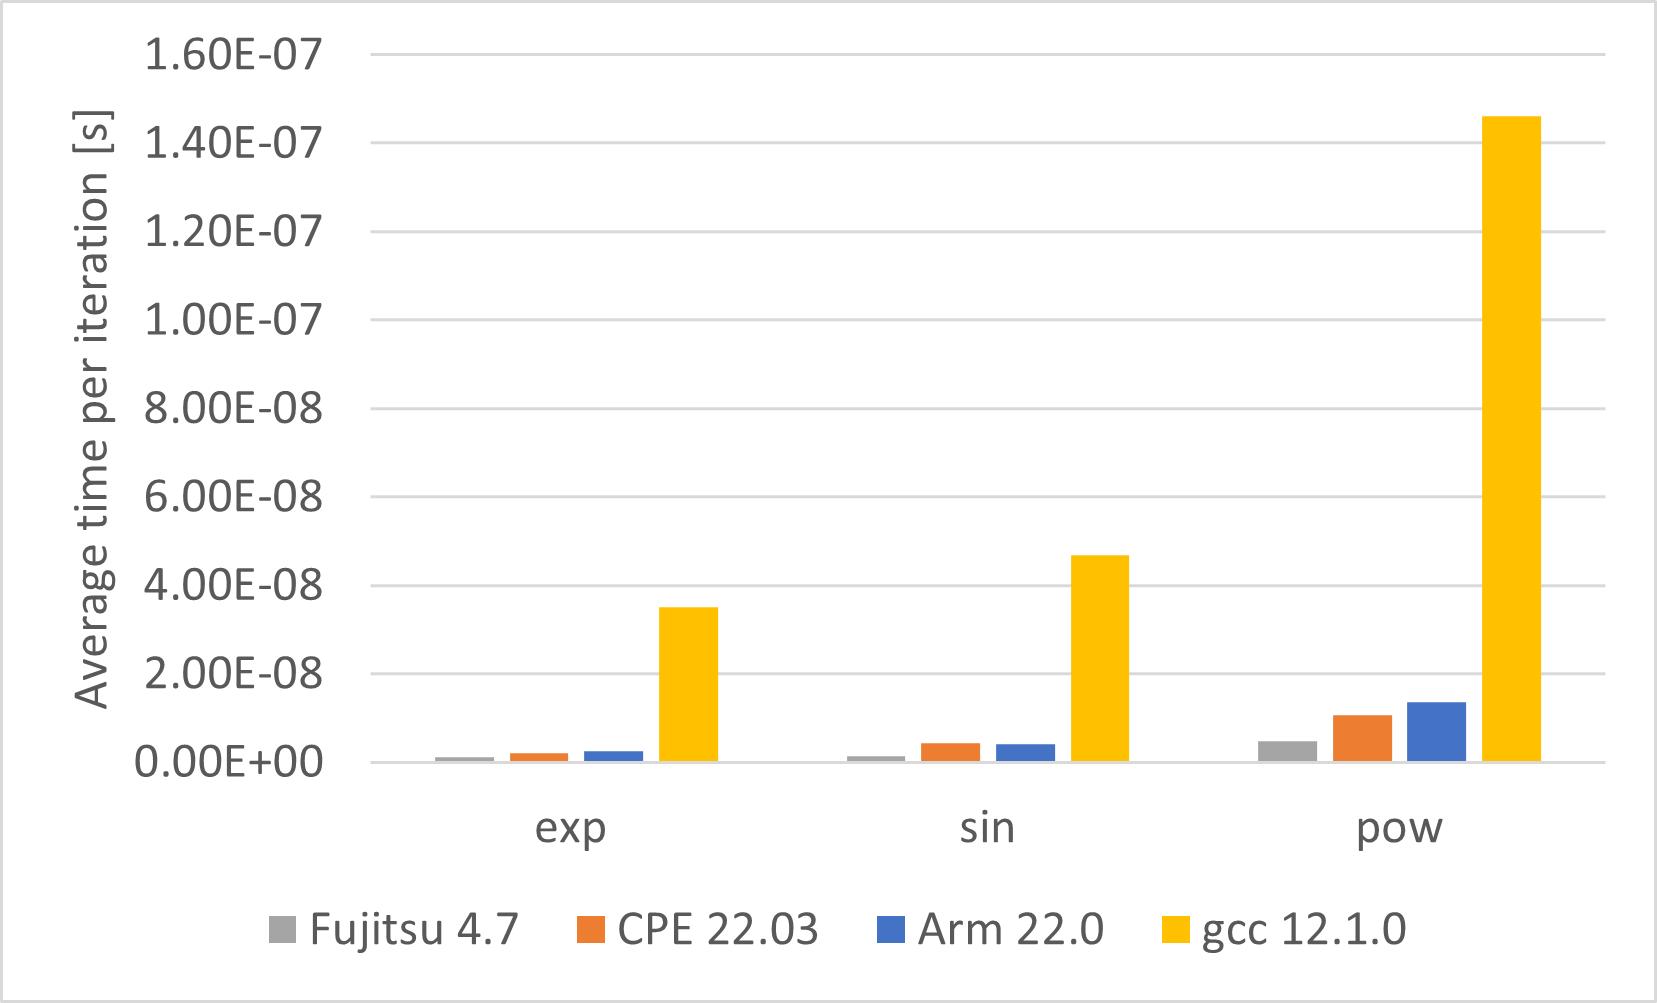 Average time per iteration [s]
1.60E-07
1.40E-07
1.20E-07
1.00E-07
8.00E-08
6.00E-08
4.00E-08
2.00E-08
0.00E+00
exp sin pow
Fujitsu 4.7 CPE 22.03 Arm 22.0 gcc 12.1.0